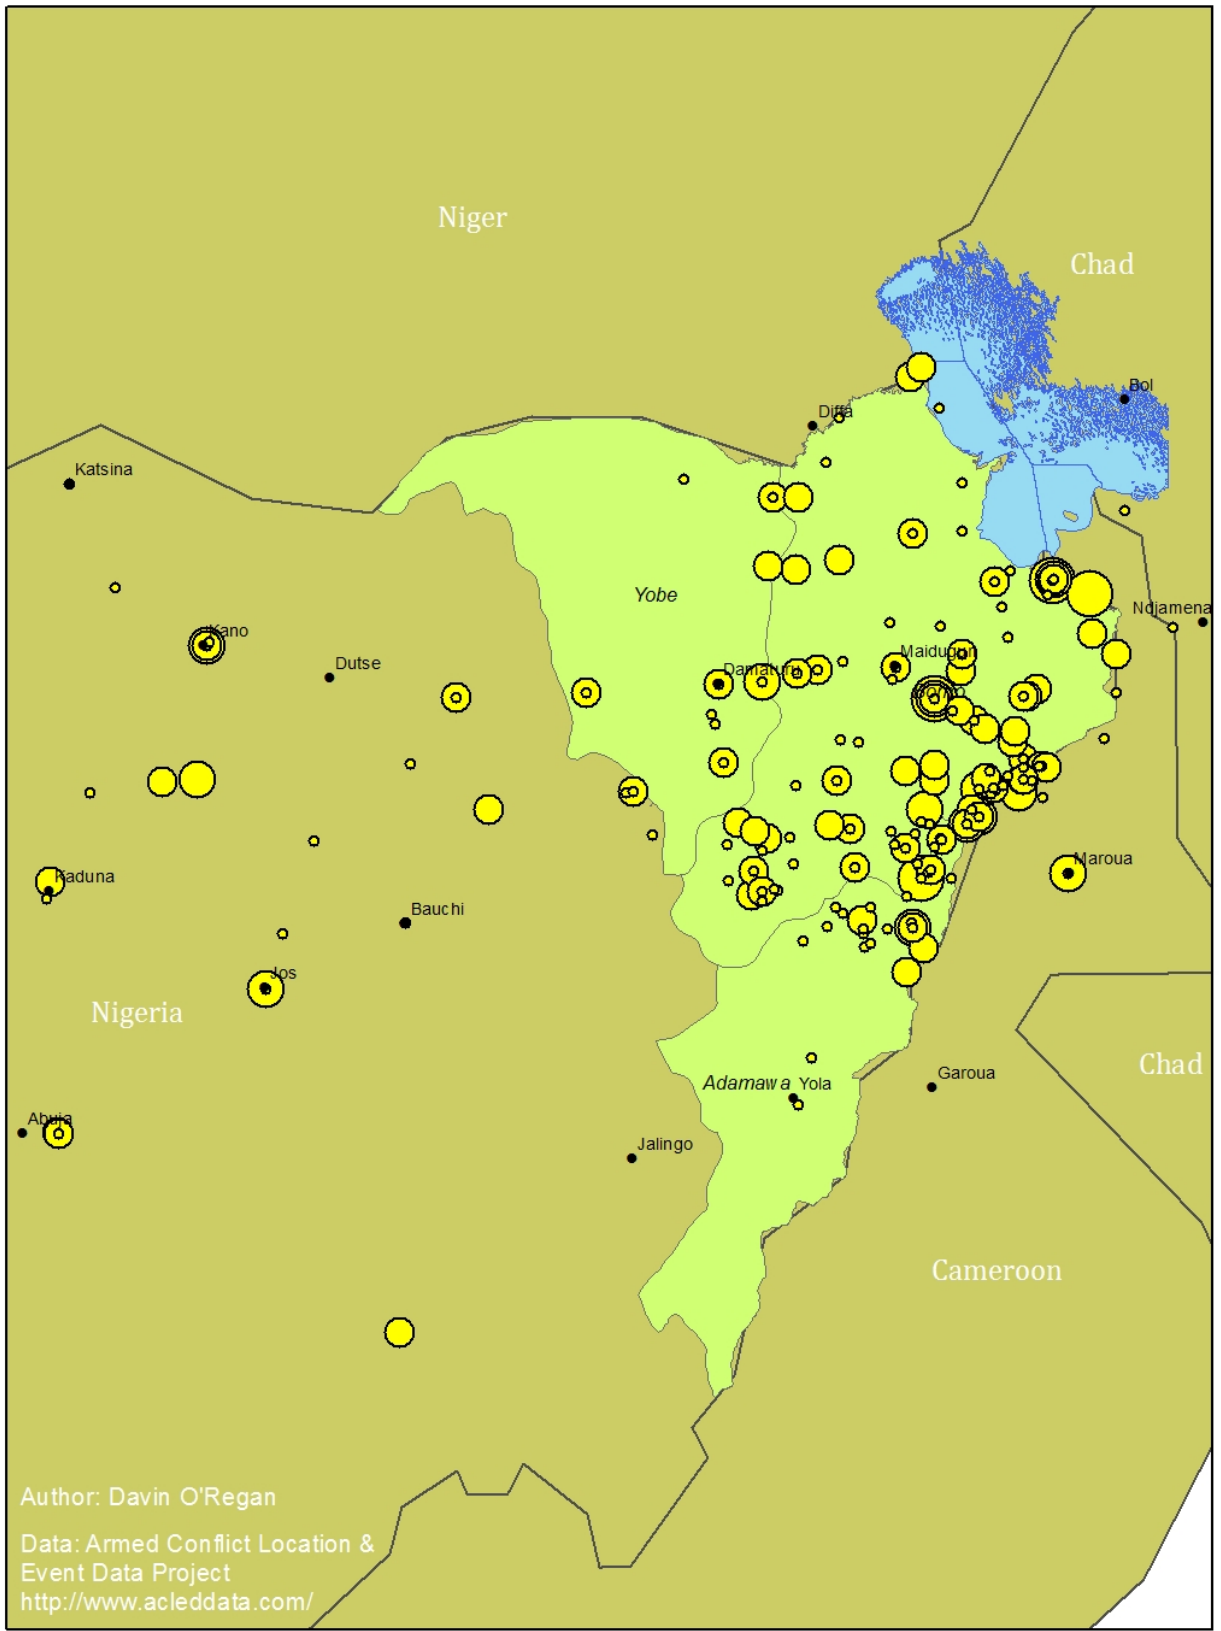 Niger
Chad
Bol
Diffa
Katsina
Yobe
Ndjamena
Kano
Maiduguri
Dutse
Damaturu
Borno
Maroua
Kaduna
Bauchi
Jos
Nigeria
Chad
Garoua
Adamawa
Yola
Abuja
Jalingo
Cameroon
Author: Davin O'Regan
Data: Armed Conflict Location &
Event Data Project
http://www.acleddata.com/